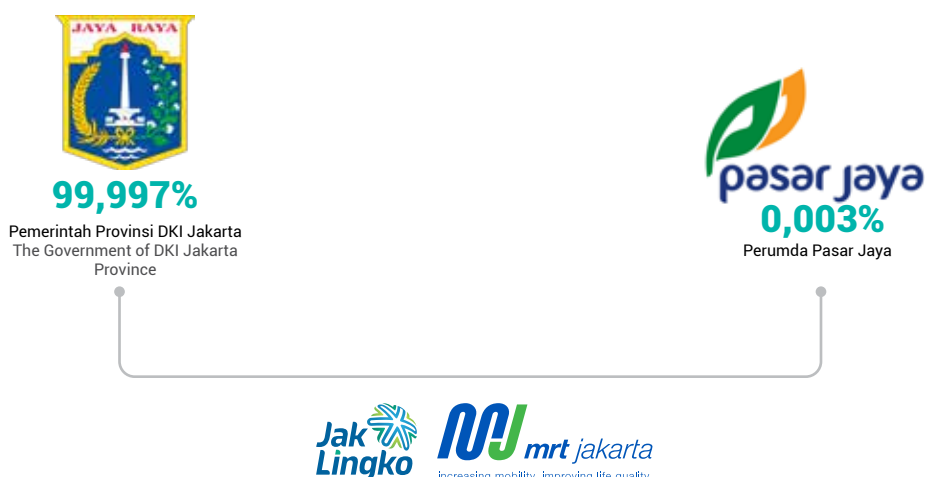 JAYA RAYA
99,997%
Pemerintah Provinsi DKI Jakarta
The Government of DKI Jakarta
Province
pasar jaya
0,003%
Perumda Pasar Jaya
Jak
Lingko
mrt jakarta
increasing mobility, improving life quality